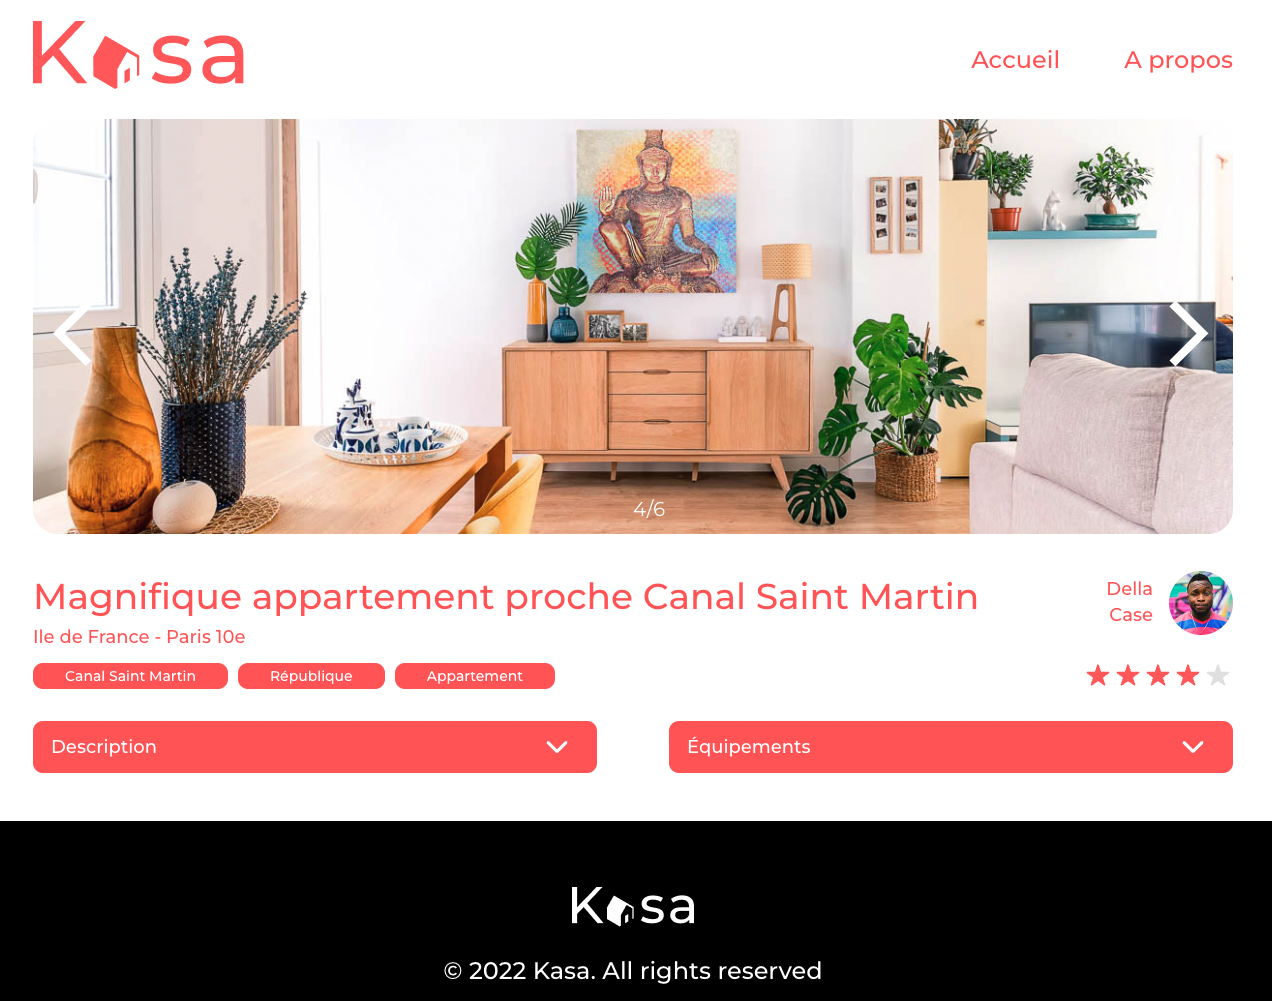 Kasa
Accueil A propos
4/6
Magnifique appartement proche Canal Saint Martin
Della
Case
Ile de France - Paris 10e
Canal Saint Martin République Appartement
Description Équipements
Kasa
© 2022 Kasa. All rights reserved